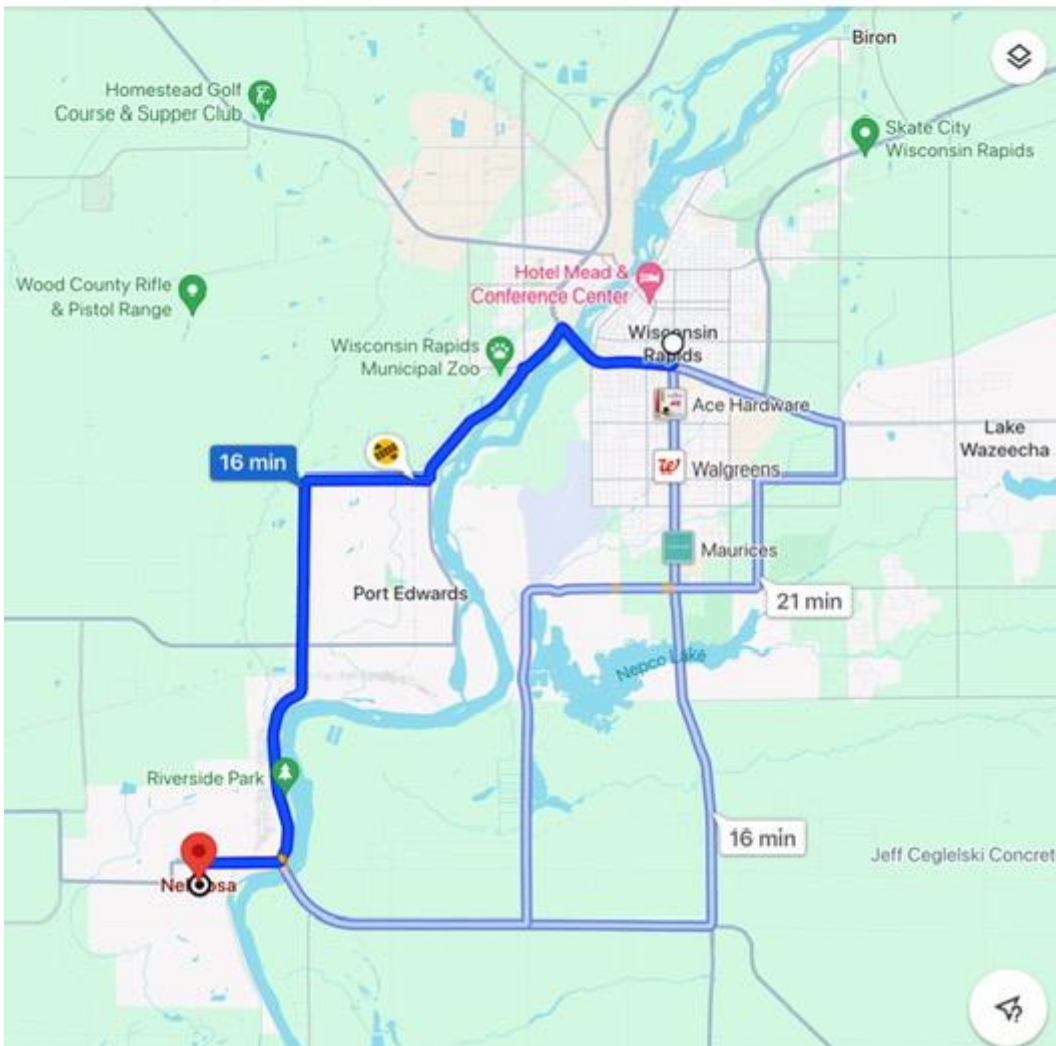 Biron
Homestead Golf
Course & Supper Club
Skate City
Wisconsin Rapids
Hotel Mead &
Conference Center
Wood County Rifle
& Pistol Range
Wisconsin
Rapids
Wisconsin Rapids
Municipal Zoo
Ace Hardware
Lake
Wazeecha
16 min
Walgreens
Maurices
Port Edwards
21 min
Nepco Lake
Riverside Park
16 min
Jeff Ceglelski Concret